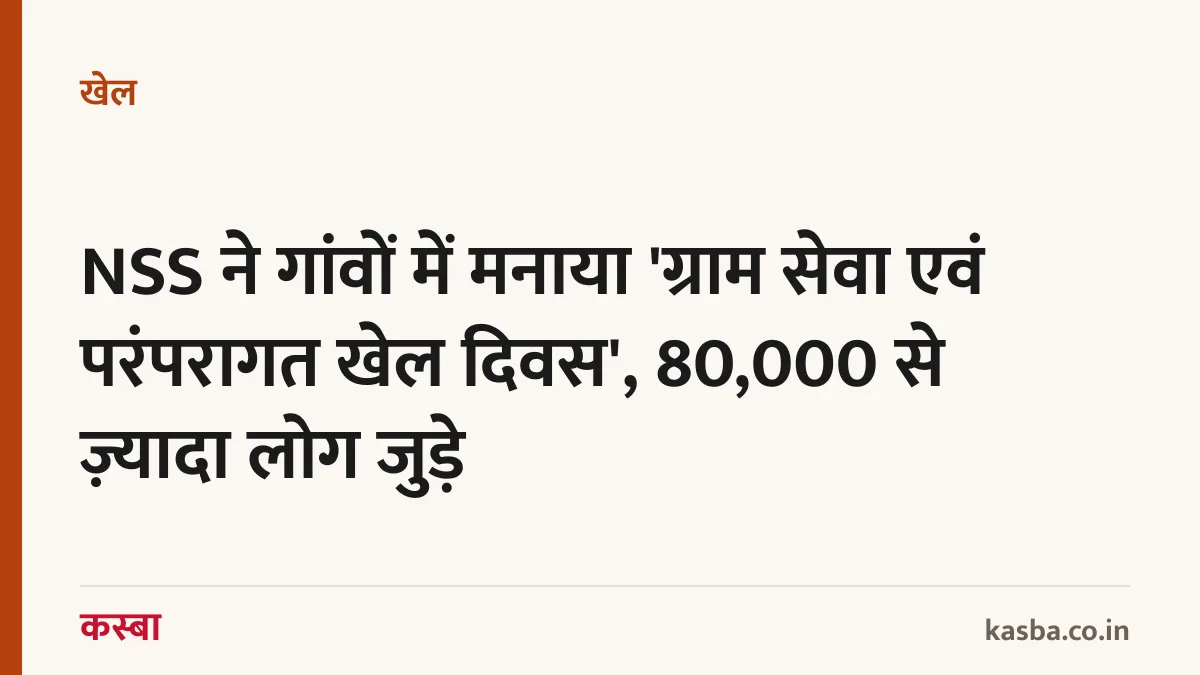 खेल
NSS ने गांवों में मनाया 'ग्राम सेवा एवं
परंपरागत खेल दिवस', 80,000 से
ज़्यादा लोग जुड़े
कस्बा
kasba.co.in